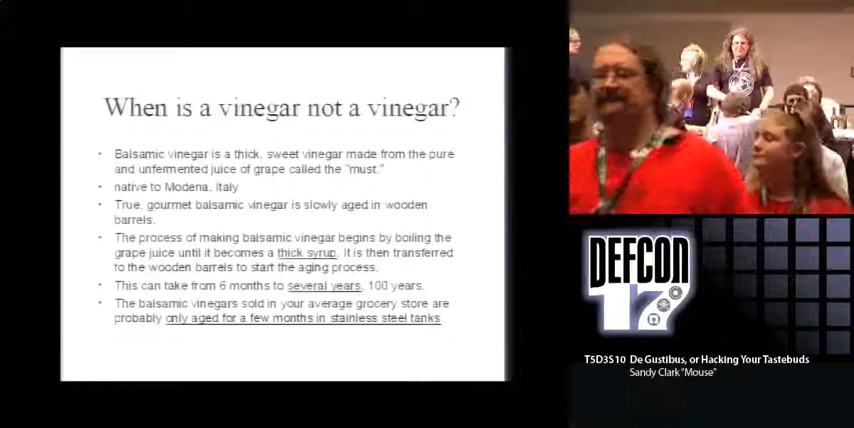 When is a vinegar not a vinegar?
• Balsamic vinegar is a thick, sweet vinegar made from the pure
and unfermented juice of grape called the "must."
• native to Modena, Italy
• True, gourmet balsamic vinegar is slowly aged in wooden
barrels.
• The process of making balsamic vinegar begins by boiling the
grape juice until it becomes a thick syrup. It is then transferred
to the wooden barrels to start the aging process.
• This can take from 6 months to several years, 100 years.
• The balsamic vinegars sold in your average grocery store are
probably only aged for a few months in stainless steel tanks
DEFCON
17
T5D3S10 De Gustibus, or Hacking Your Tastebuds
Sandy Clark "Mouse"